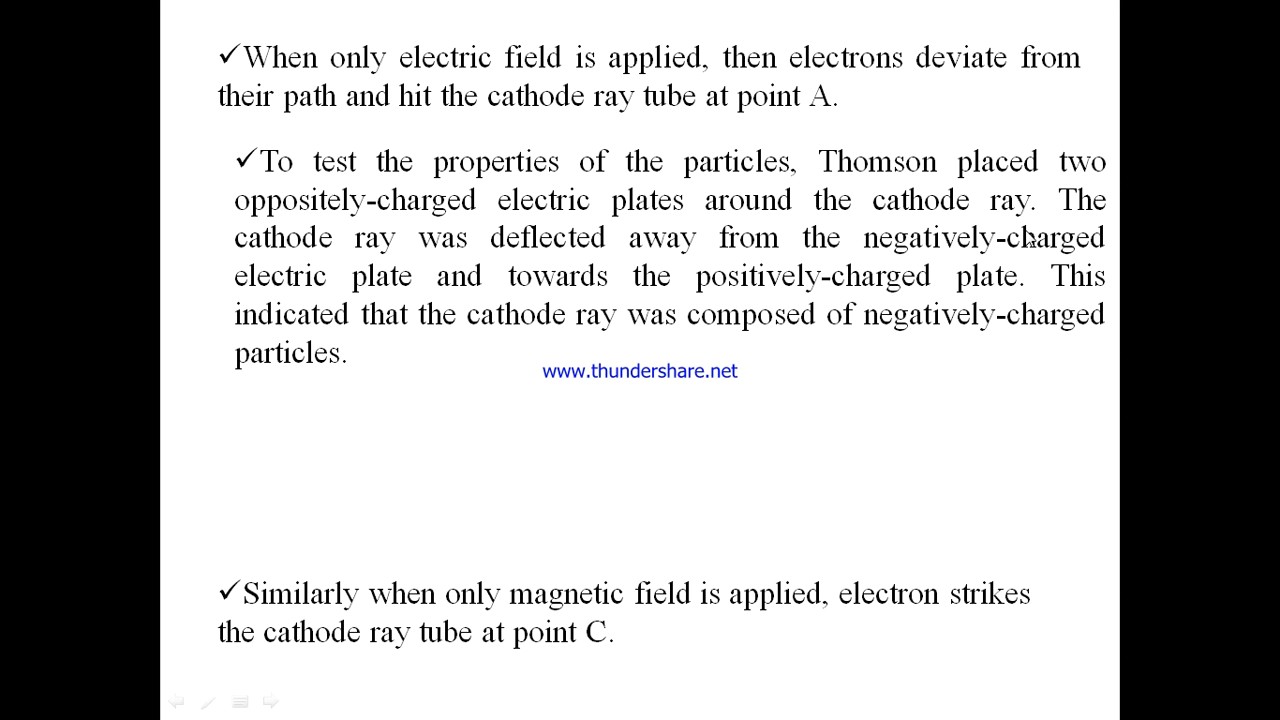 ✓When only electric field is applied, then electrons deviate from
their path and hit the cathode ray tube at point A.
✓To test the properties of the particles, Thomson placed two
oppositely-charged electric plates around the cathode ray. The
cathode ray was deflected away from the negatively-charged
electric plate and towards the positively-charged plate. This
indicated that the cathode ray was composed of negatively-charged
particles.
www.thundershare.net
✓Similarly when only magnetic field is applied, electron strikes
the cathode ray tube at point C.